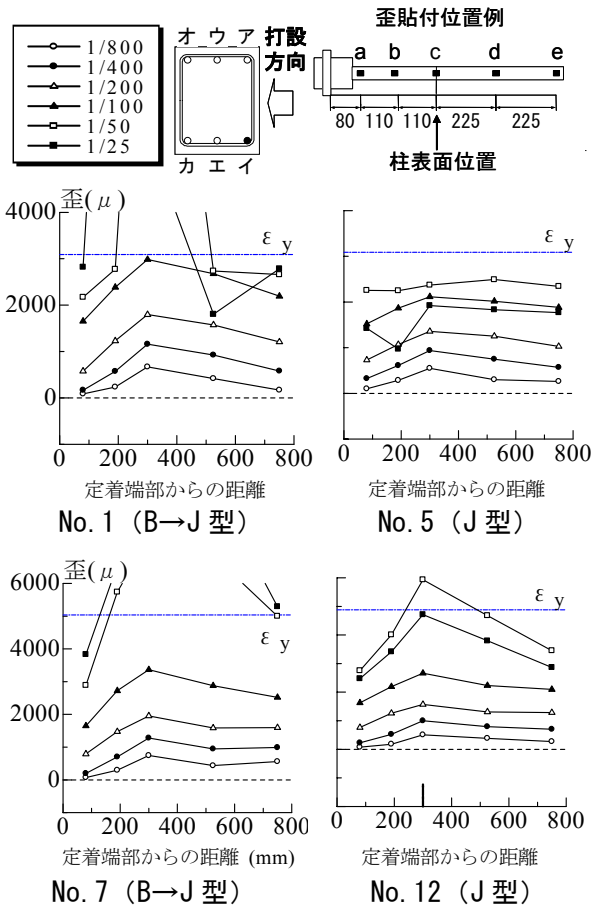 1/800
1/400
1/200
1/100
1/50
1/25
オ ウ ア
カ エ イ
打設
方向
歪貼付位置例
a b c d e
80 110 110 225 225
柱表面位置
歪(μ)
4000
2000
0
ε y
ε y
0 200 400 600 800
0 200 400 600 800
定着端部からの距離
定着端部からの距離
No.1（B→J 型）
No.5（J 型）
歪(μ)
6000
4000
2000
0
ε y
ε y
0 200 400 600 800
0 200 400 600 800
定着端部からの距離 (mm)
定着端部からの距離
No.7（B→J 型）
No.12（J 型）